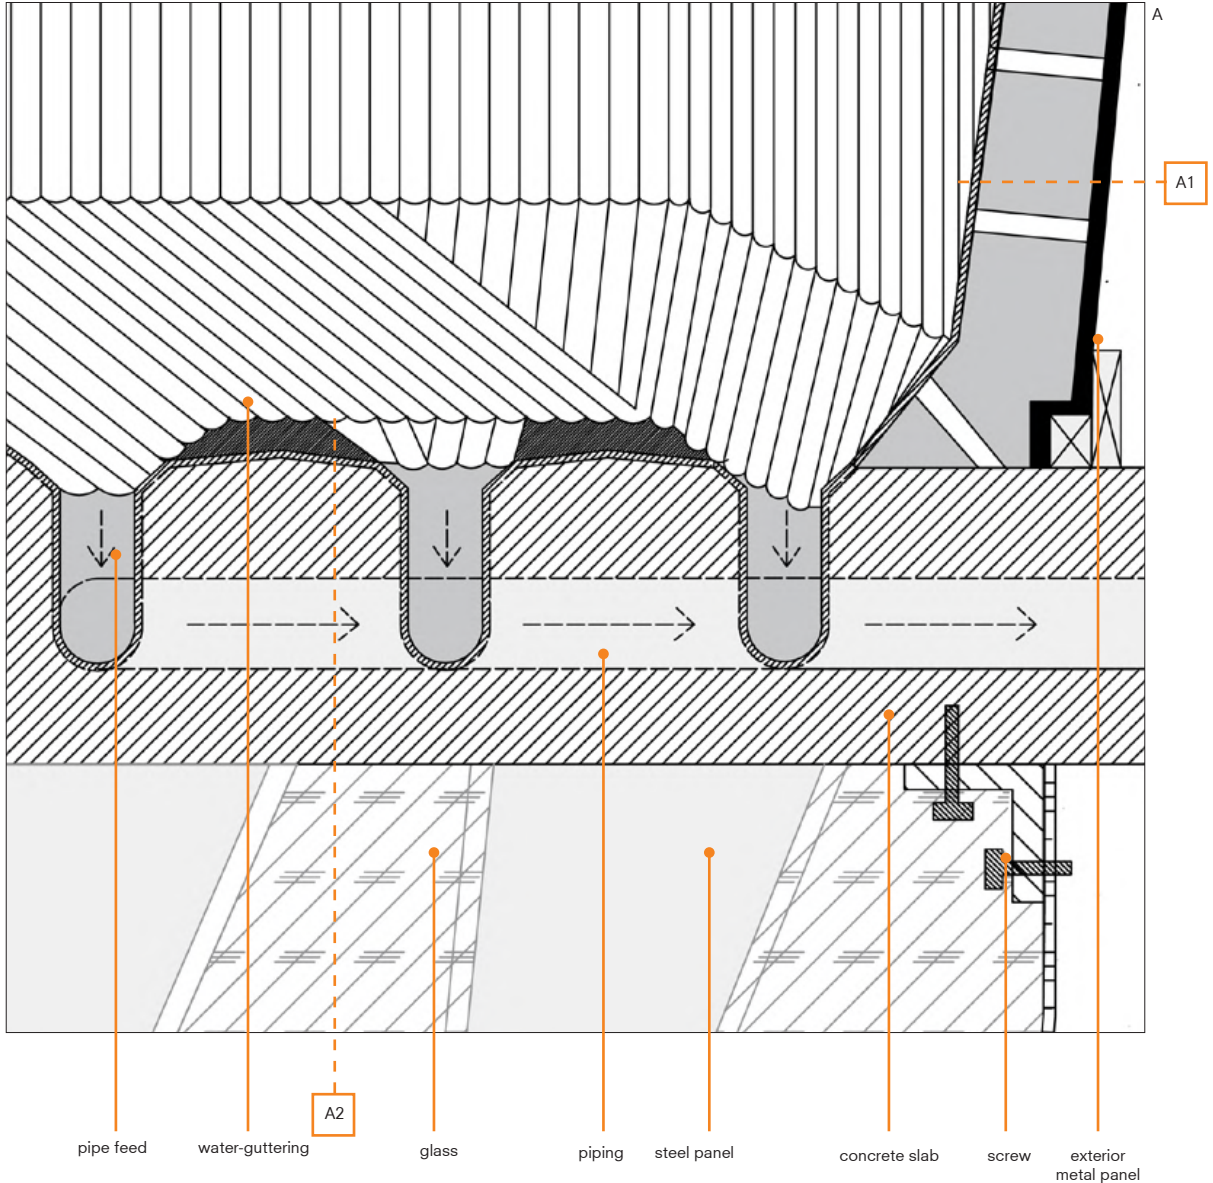 A
A1
A2
pipe feed
water-guttering
glass
piping
steel panel
concrete slab
screw
exterior
metal panel